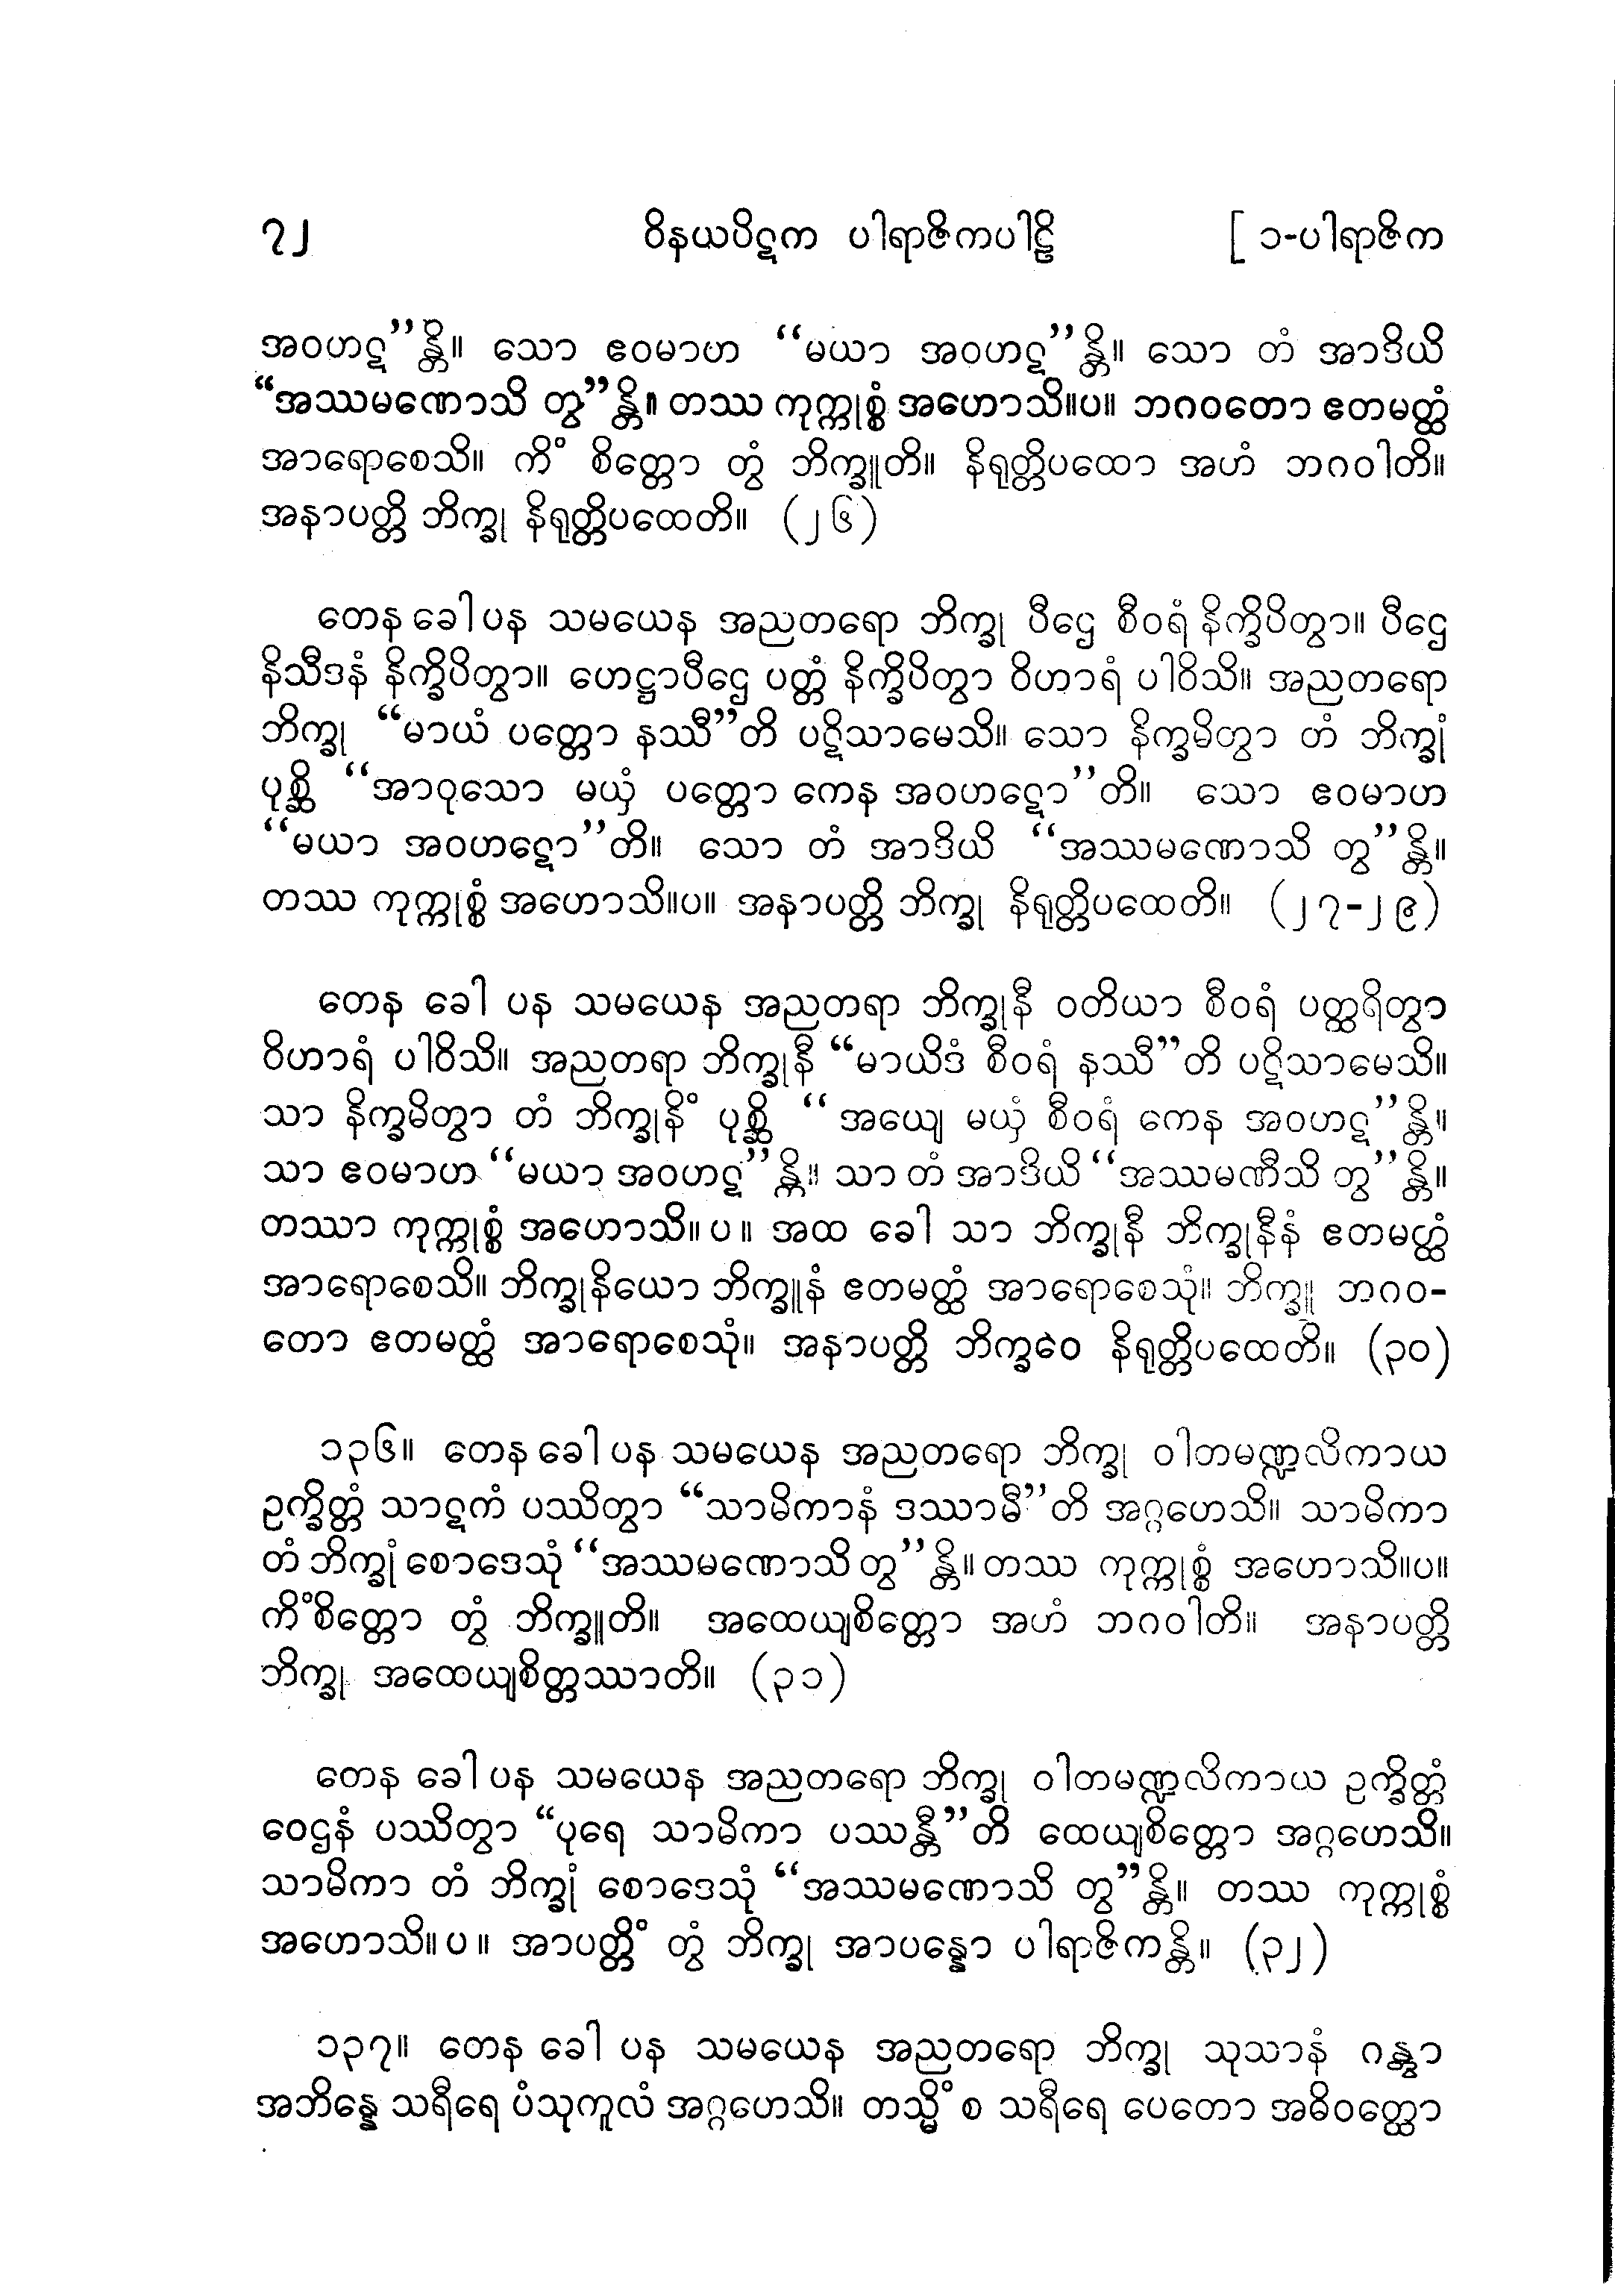 ၇၂ ဝိနယပိဋက ပါရာဇိကပါဠိ [ ၁-ပါရာဇိက
အဝဟဋ’’န္တိ။ သော ဧဝမာဟ ‘‘မယာ အဝဟဋ’’န္တိ။ သော တံ အာဒိယိ
‘‘အဿမဏောသိ တွ’’န္တိ။ တဿ ကုက္ကုစ္စံ အဟောသိ။ပ။ ဘဂဝတော ဧတမတ္ထံ
အာရောစေသိ။ ကိံ စိတ္တော တွံ ဘိက္ခူတိ။ နိရုတ္တိပထော အဟံ ဘဂဝါတိ။
အနာပတ္တိ ဘိက္ခု နိရုတ္တိပထေတိ။ (၂၆)
တေန ခေါ ပန သမယေန အညတရော ဘိက္ခု ပီဌေ စီဝရံ နိက္ခိပိတွာ။ ပီဌေ
နိသီဒနံ နိက္ခိပိတွာ။ ဟေဋ္ဌာပီဌေ ပတ္တံ နိက္ခိပိတွာ ဝိဟာရံ ပါဝိသိ။ အညတရော
ဘိက္ခု ‘‘မာယံ ပတ္တော နဿီ’’တိ ပဋိသာမေသိ။ သော နိက္ခမိတွာ တံ ဘိက္ခုံ
ပုစ္ဆိ ‘‘အာဝုသော မယှံ ပတ္တော ကေန အဝဟဋော’’တိ။ သော ဧဝမာဟ
‘‘မယာ အဝဟဋော’’တိ။ သော တံ အာဒိယိ ‘‘အဿမဏောသိ တွ’’န္တိ။
တဿ ကုက္ကုစ္စံ အဟောသိ။ပ။ အနာပတ္တိ ဘိက္ခု နိရုတ္တိပထေတိ။ (၂၇-၂၉)
တေန ခေါ ပန သမယေန အညတရာ ဘိက္ခုနီ ဝတိယာ စီဝရံ ပတ္ထရိတွာ
ဝိဟာရံ ပါဝိသိ။ အညတရာ ဘိက္ခုနီ ‘‘မာယိဒံ စီဝရံ နဿီ’’တိ ပဋိသာမေသိ။
သာ နိက္ခမိတွာ တံ ဘိက္ခုနိံ ပုစ္ဆိ ‘‘ အယျေ မယှံ စီဝရံ ကေန အဝဟဋ’’န္တိ။
သာ ဧဝမာဟ ‘‘မယာ အဝဟဋ’’န္တိ။ သာ တံ အာဒိယိ ‘‘အဿမဏီသိ တွ’’န္တိ။
တဿာ ကုက္ကုစ္စံ အဟောသိ။ ပ ။ အထ ခေါ သာ ဘိက္ခုနီ ဘိက္ခုနီနံ ဧတမတ္ထံ
အာရောစေသိ။ ဘိက္ခုနိယော ဘိက္ခူနံ ဧတမတ္ထံ အာရောစေသုံ။ ဘိက္ခူ ဘဂဝ-
တော ဧတမတ္ထံ အာရောစေသုံ။ အနာပတ္တိ ဘိက္ခဝေ နိရုတ္တိပထေတိ။ (၃၀)
၁၃၆။ တေန ခေါ ပန သမယေန အညတရော ဘိက္ခု ဝါတမဏ္ဍလိကာယ
ဥက္ခိတ္တံ သာဋကံ ပဿိတွာ ‘‘သာမိကာနံ ဒဿာမီ’’တိ အဂ္ဂဟေသိ။ သာမိကာ
တံ ဘိက္ခုံ စောဒေသုံ ‘‘အဿမဏောသိ တွ’’န္တိ။ တဿ ကုက္ကုစ္စံ အဟောသိ။ပ။
ကိံစိတ္တော တွံ ဘိက္ခူတိ။ အထေယျစိတ္တော အဟံ ဘဂဝါတိ။ အနာပတ္တိ
ဘိက္ခု အထေယျစိတ္တဿာတိ။ (၃၁)
တေန ခေါ ပန သမယေန အညတရော ဘိက္ခု ဝါတမဏ္ဍလိကာယ ဥက္ခိတ္တံ
ဝေဌနံ ပဿိတွာ ‘‘ပုရေ သာမိကာ ပဿန္တီ’’တိ ထေယျစိတ္တော အဂ္ဂဟေသိ။
သာမိကာ တံ ဘိက္ခုံ စောဒေသုံ ‘‘အဿမဏောသိ တွ’’န္တိ။ တဿ ကုက္ကုစ္စံ
အဟောသိ။ ပ ။ အာပတ္တိံ တွံ ဘိက္ခု အာပန္နော ပါရာဇိကန္တိ။ (၃၂)
၁၃၇။ တေန ခေါ ပန သမယေန အညတရော ဘိက္ခု သုသာနံ ဂန္တွာ
အဘိန္နေ သရီရေ ပံသုကူလံ အဂ္ဂဟေသိ။ တသ္မိံ စ သရီရေ ပေတော အဓိဝတ္ထော